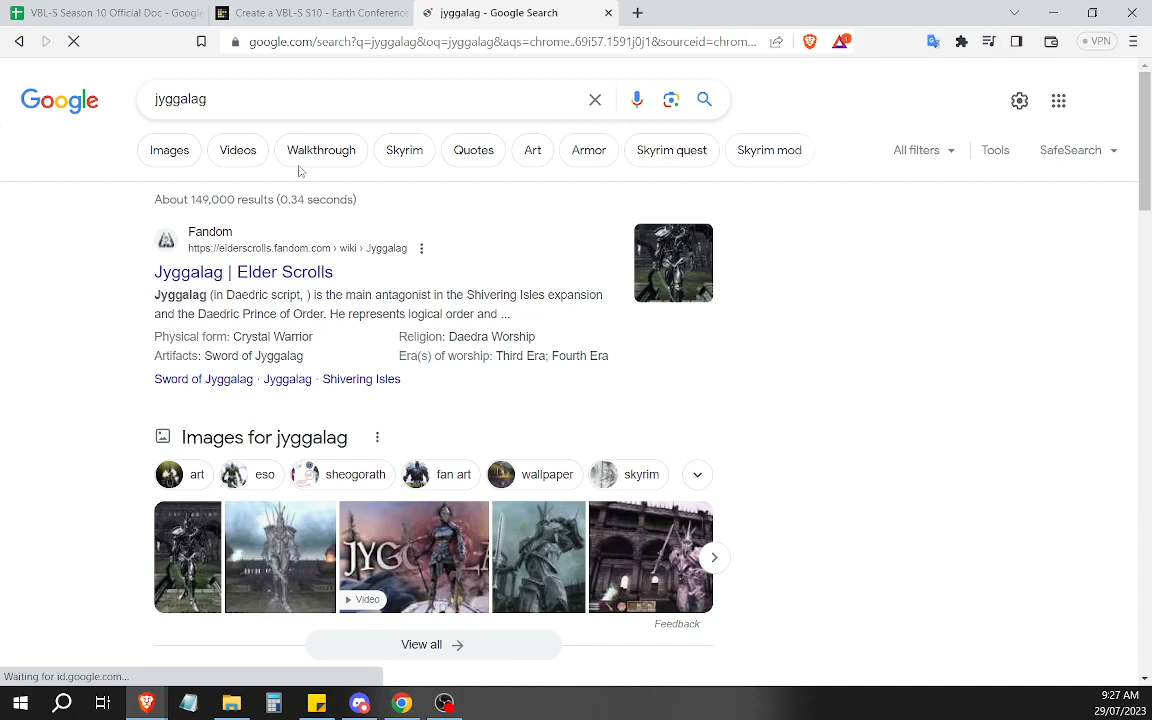 VBL-S Season 10 Official Doc - Google
Create a VBL-S S10 - Earth Conference
jyggalag - Google Search
google.com/search?q=jyggalag&oq=jyggalag&aqs=chrome..69i57.1591j0j1&sourceid=chrom...
VPN
Google
jyggalag
Images
Videos
Walkthrough
Skyrim
Quotes
Art
Armor
Skyrim quest
Skyrim mod
All filters
Tools
SafeSearch
About 149,000 results (0.34 seconds)
Fandom
https://elderscrolls.fandom.com › wiki › Jyggalag
Jyggalag | Elder Scrolls
Jyggalag (in Daedric script, ) is the main antagonist in the Shivering Isles expansion
and the Daedric Prince of Order. He represents logical order and ...
Physical form: Crystal Warrior
Religion: Daedra Worship
Artifacts: Sword of Jyggalag
Era(s) of worship: Third Era; Fourth Era
Sword of Jyggalag · Jyggalag · Shivering Isles
Images for jyggalag
art
eso
sheogorath
fan art
wallpaper
skyrim
Video
Feedback
View all
Waiting for id.google.com...
9:27 AM
29/07/2023